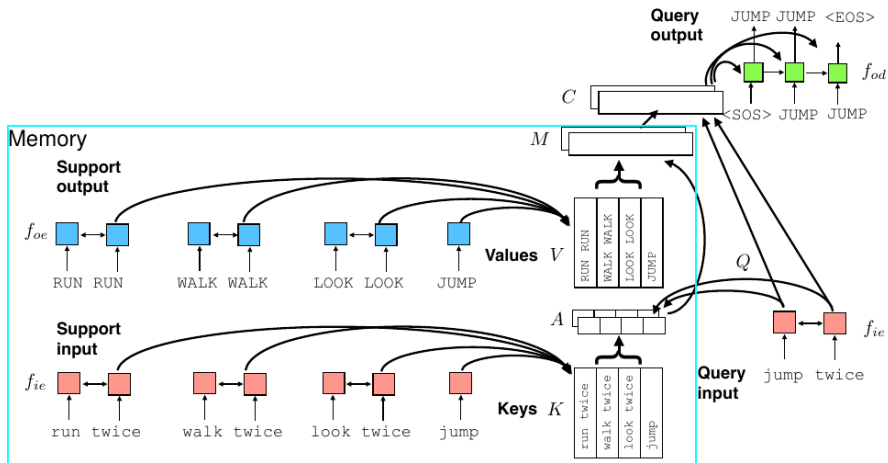 Query
output
JUMP JUMP <EOS>
f_od
C
<SOS> JUMP JUMP
Memory
M
Support
output
f_oe
RUN RUN WALK WALK LOOK LOOK JUMP
Values V
RUN RUN
WALK WALK
LOOK LOOK
JUMP
Q
A
Support
input
f_ie
run twice walk twice look twice jump
Keys K
run twice
walk twice
look twice
jump
f_ie
jump twice
Query
input